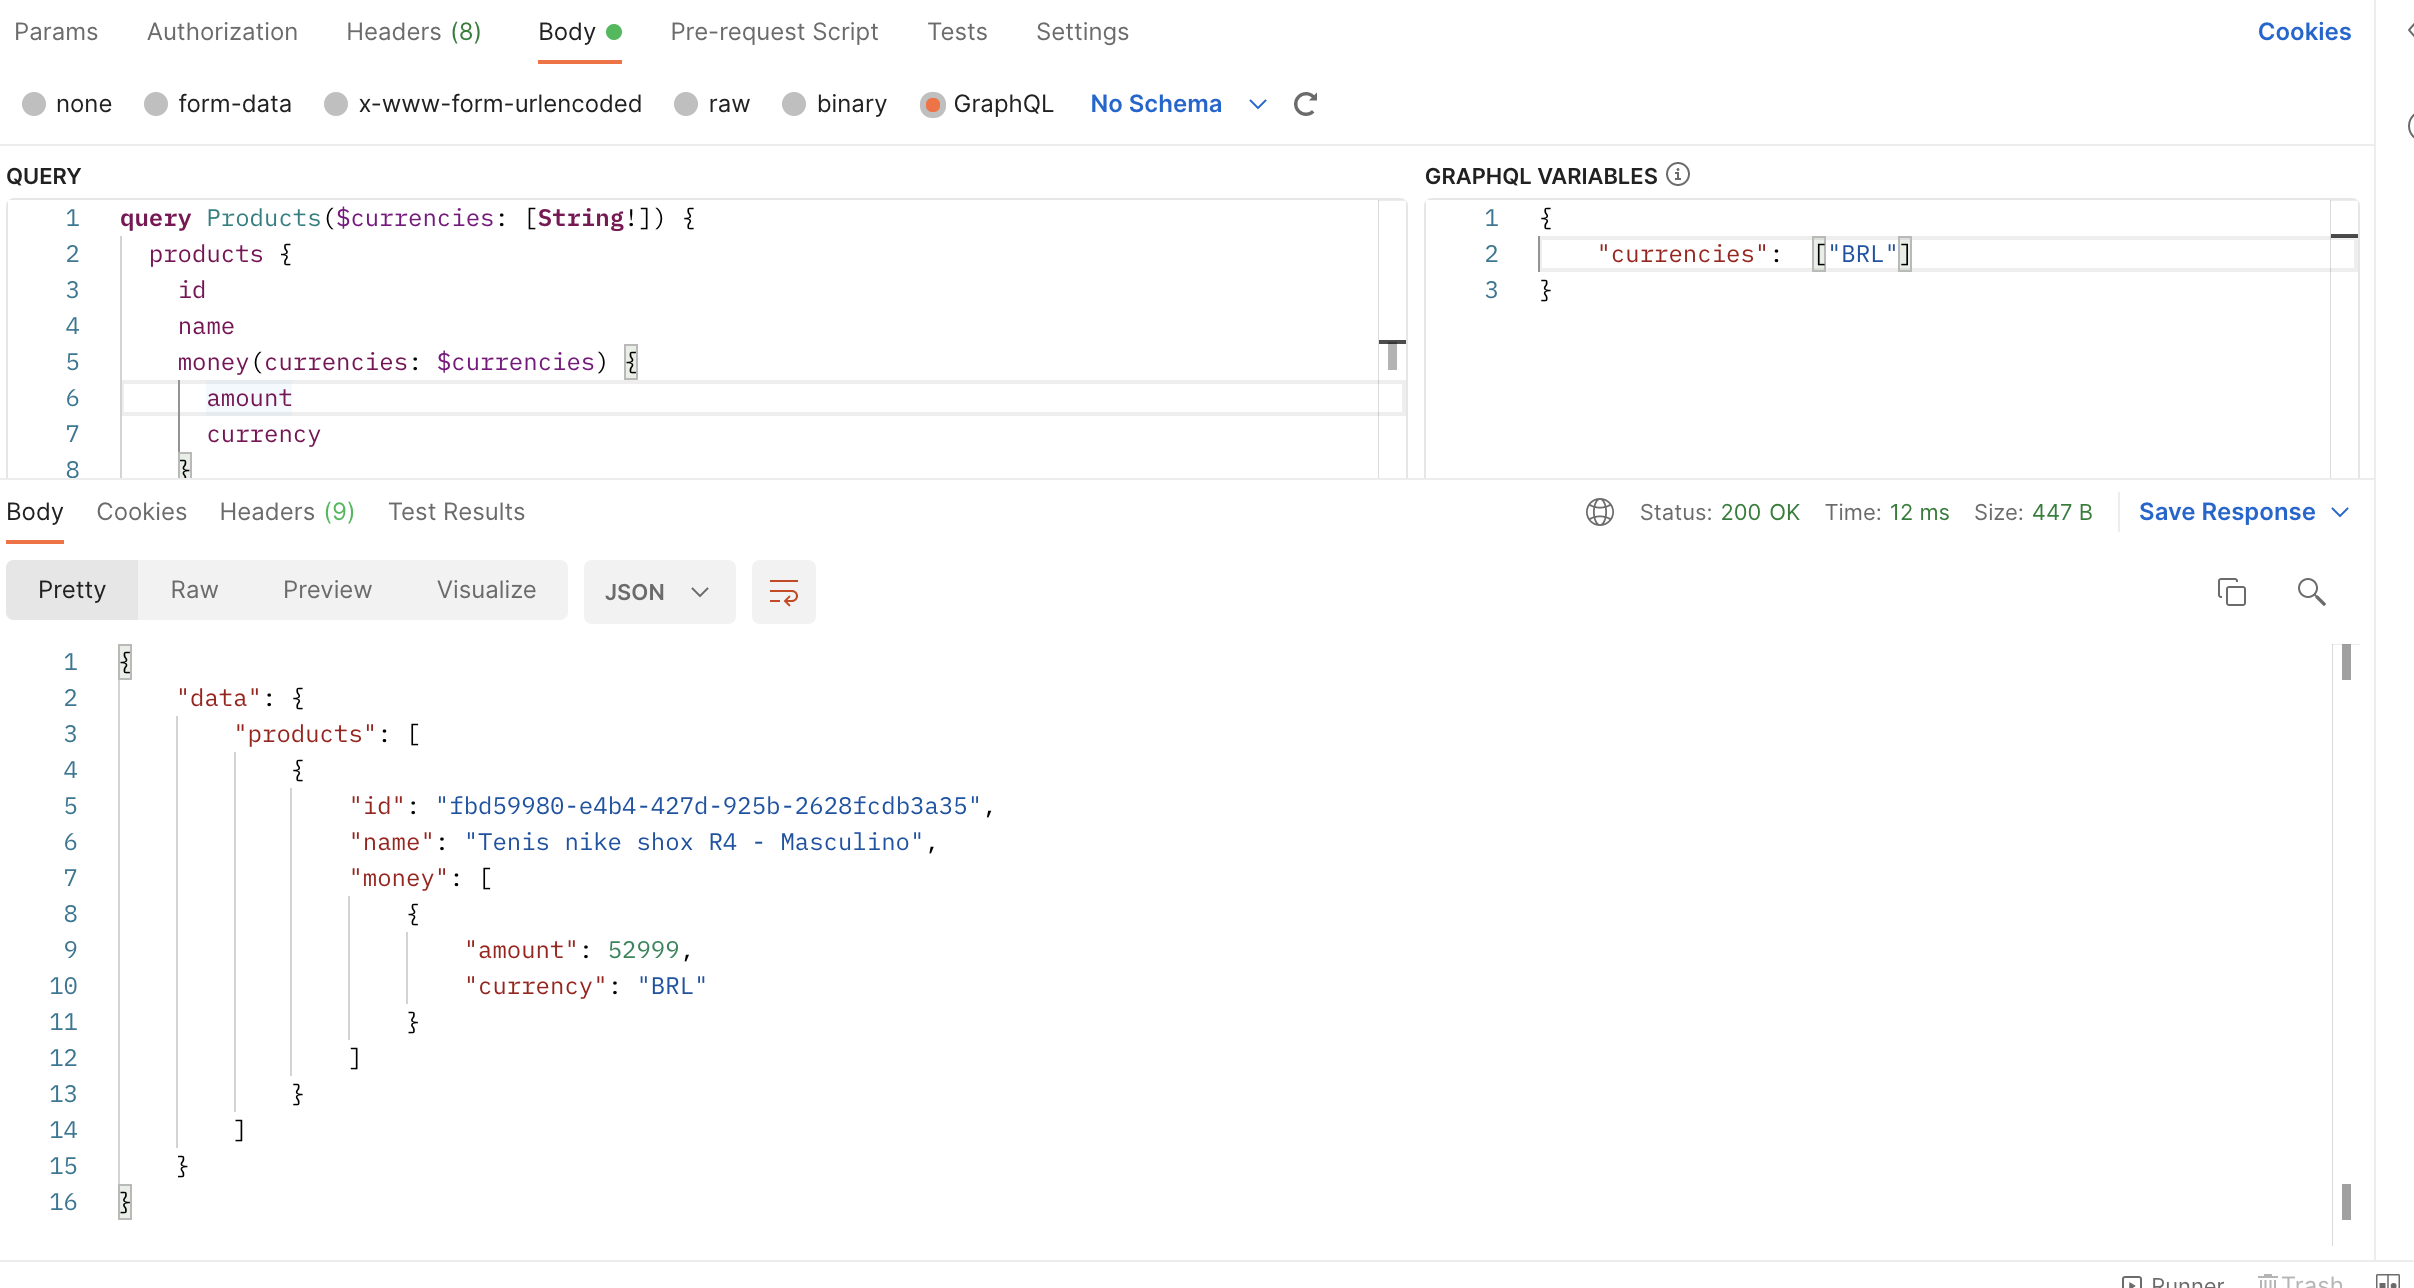 Params Authorization Headers (8) Body Pre-request Script Tests Settings Cookies
none form-data x-www-form-urlencoded raw binary GraphQL No Schema
QUERY
1 query Products($currencies: [String!]) {
2 products {
3 id
4 name
5 money(currencies: $currencies) {
6 amount
7 currency
8 }
GRAPHQL VARIABLES
1 {
2 "currencies": ["BRL"]
3 }
Body Cookies Headers (9) Test Results Status: 200 OK Time: 12 ms Size: 447 B Save Response
Pretty Raw Preview Visualize JSON
1 {
2 "data": {
3 "products": [
4 {
5 "id": "fbd59980-e4b4-427d-925b-2628fcdb3a35",
6 "name": "Tenis nike shox R4 - Masculino",
7 "money": [
8 {
9 "amount": 52999,
10 "currency": "BRL"
11 }
12 ]
13 }
14 ]
15 }
16 }
Runner Trash